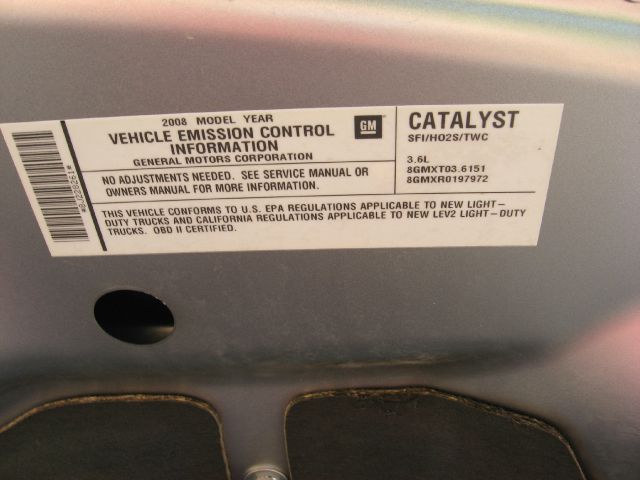 *8J228261*
2008 MODEL YEAR
VEHICLE EMISSION CONTROL
INFORMATION
GENERAL MOTORS CORPORATION
GM
NO ADJUSTMENTS NEEDED. SEE SERVICE MANUAL OR
OWNERS MANUAL FOR MORE INFORMATION.
CATALYST
SFI/HO2S/TWC
3.6L
8GMXT03.6151
8GMXR0197972
THIS VEHICLE CONFORMS TO U.S. EPA REGULATIONS APPLICABLE TO NEW LIGHT-
DUTY TRUCKS AND CALIFORNIA REGULATIONS APPLICABLE TO NEW LEV2 LIGHT-DUTY
TRUCKS. OBD II CERTIFIED.